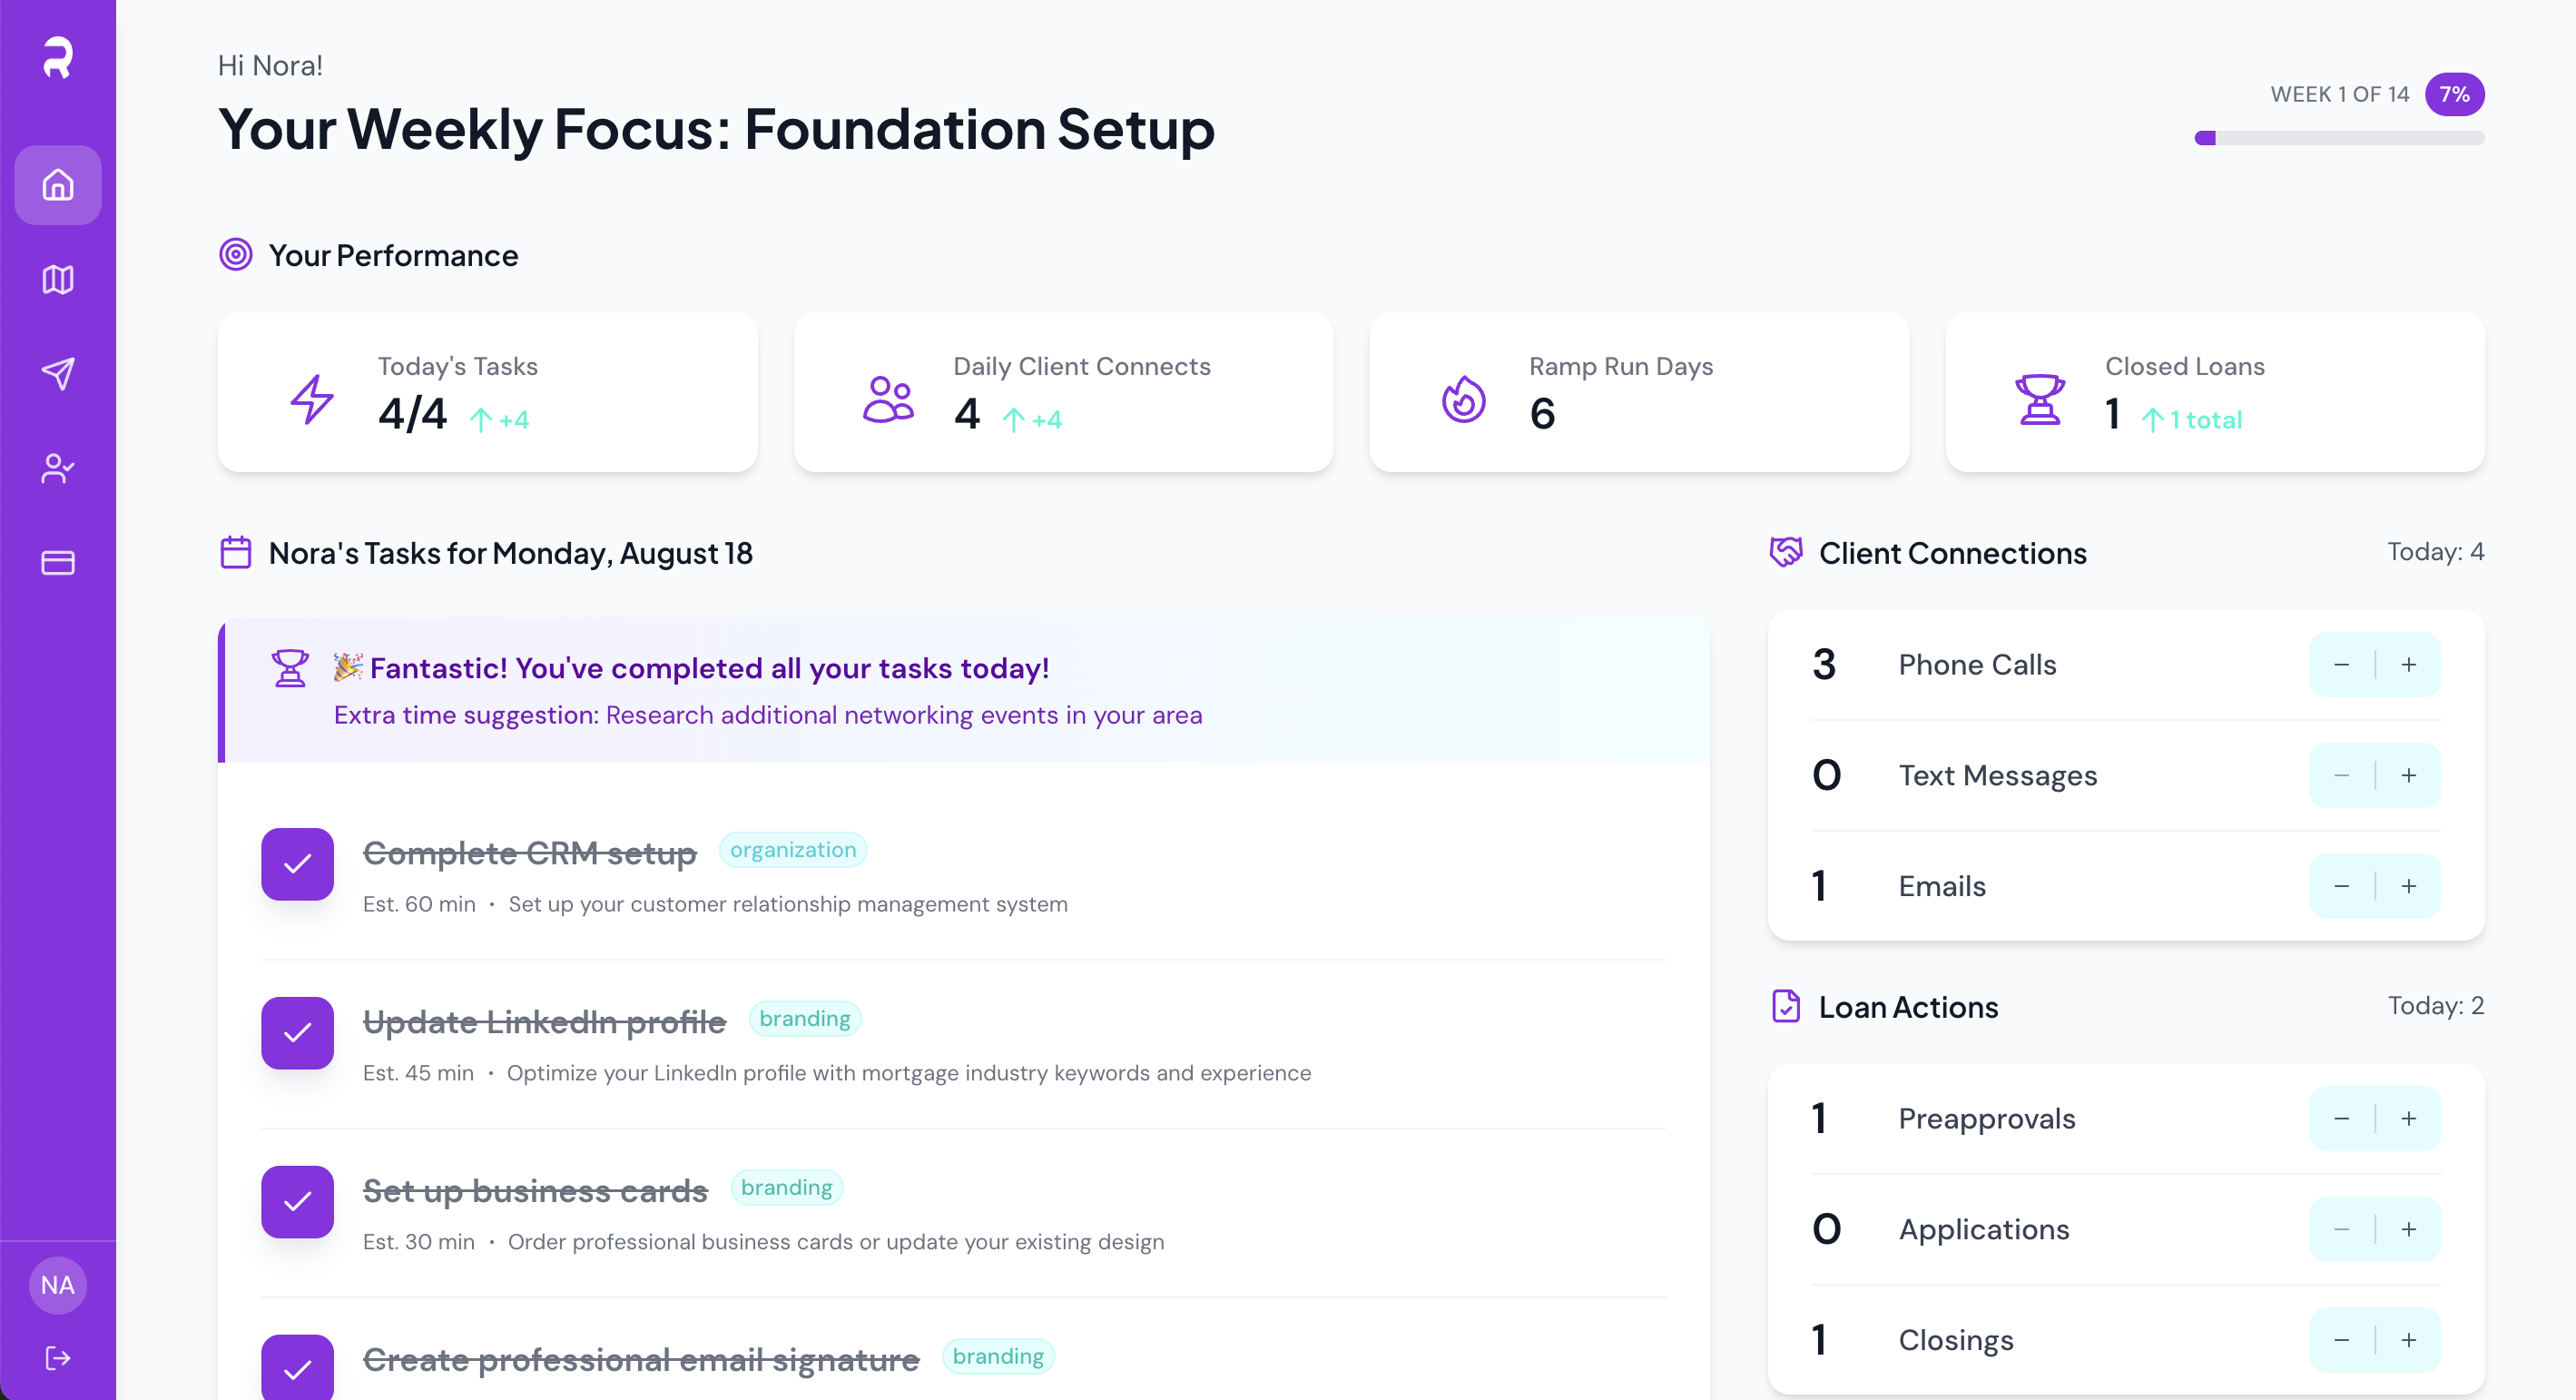 Hi Nora!
Your Weekly Focus: Foundation Setup
WEEK 1 OF 14 7%
Your Performance
Today's Tasks
4/4 ↑ +4
Daily Client Connects
4 ↑ +4
Ramp Run Days
6
Closed Loans
1 ↑ 1 total
Nora's Tasks for Monday, August 18
🎉 Fantastic! You've completed all your tasks today!
Extra time suggestion: Research additional networking events in your area
Complete CRM setup organization
Est. 60 min • Set up your customer relationship management system
Update LinkedIn profile branding
Est. 45 min • Optimize your LinkedIn profile with mortgage industry keywords and experience
Set up business cards branding
Est. 30 min • Order professional business cards or update your existing design
Create professional email signature branding
Client Connections Today: 4
3 Phone Calls − +
0 Text Messages − +
1 Emails − +
Loan Actions Today: 2
1 Preapprovals − +
0 Applications − +
1 Closings − +
NA